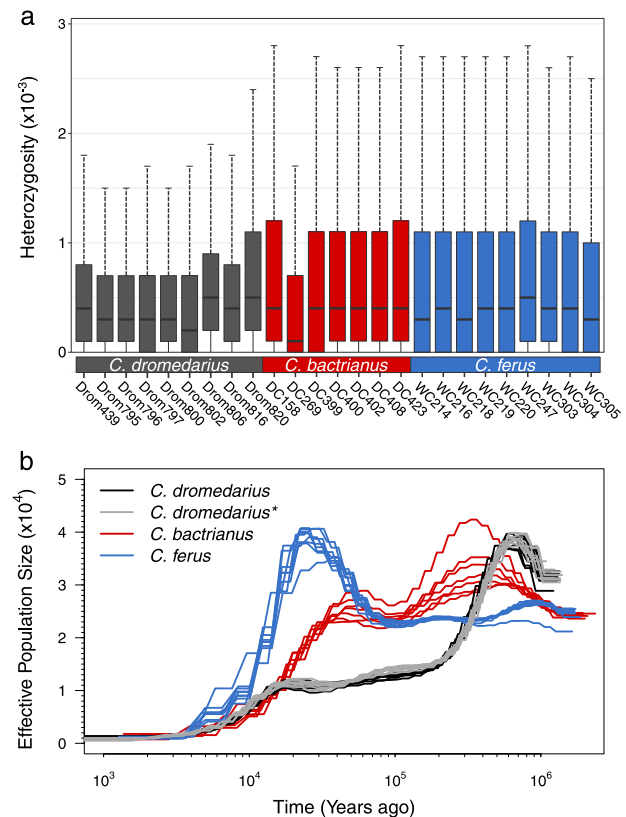 a
Heterozygosity (x10-3)
3
2
1
0
C. dromedarius C. bactrianus C. ferus
Drom439 Drom795 Drom796 Drom797 Drom800 Drom802 Drom806 Drom816 Drom820 DC158 DC269 DC399 DC400 DC402 DC408 DC423 WC214 WC216 WC218 WC219 WC220 WC247 WC303 WC304 WC305
b
Effective Population Size (x10⁴)
5
4
3
2
1
0
C. dromedarius
C. dromedarius*
C. bactrianus
C. ferus
10³ 10⁴ 10⁵ 10⁶
Time (Years ago)